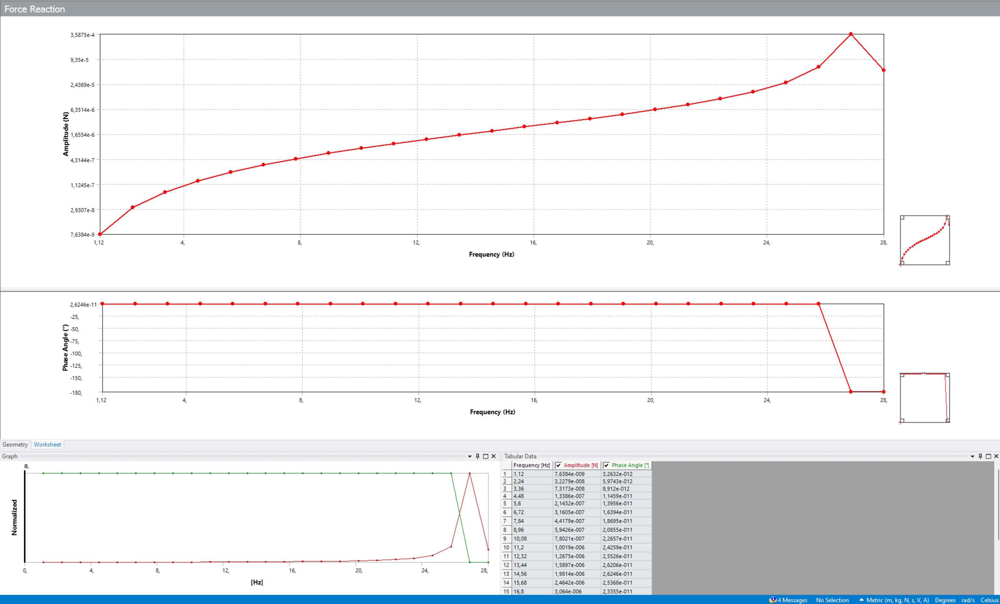 Force Reaction
3,5875e-4
9,35e-5
2,4369e-5
6,3514e-6
1,6554e-6
4,3144e-7
1,1245e-7
2,9307e-8
7,6384e-9
Amplitude (N)
1,12 4, 8, 12, 16, 20, 24, 28,
Frequency (Hz)
2,6246e-11
-25,
-50,
-75,
-100,
-125,
-150,
-180,
Phase Angle (°)
1,12 4, 8, 12, 16, 20, 24, 28,
Frequency (Hz)
Geometry Worksheet
Graph
0,
Normalized
0, 4, 8, 12, 16, 20, 24, 28,
[Hz]
Tabular Data
Frequency [Hz] Amplitude [N] Phase Angle [°]
1 1,12 7,6384e-009 3,2632e-012
2 2,24 3,2279e-008 5,9743e-012
3 3,36 7,3173e-008 8,912e-012
4 4,48 1,3386e-007 1,1459e-011
5 5,6 2,1432e-007 1,3956e-011
6 6,72 3,1605e-007 1,6394e-011
7 7,84 4,4179e-007 1,8695e-011
8 8,96 5,9426e-007 2,0855e-011
9 10,08 7,8021e-007 2,2657e-011
10 11,2 1,0019e-006 2,4259e-011
11 12,32 1,2675e-006 2,5526e-011
12 13,44 1,5897e-006 2,6206e-011
13 14,56 1,9814e-006 2,6246e-011
14 15,68 2,4642e-006 2,5368e-011
15 16,8 3,064e-006 2,3355e-011
4 Messages No Selection Metric (m, kg, N, s, V, A) Degrees rad/s Celsius